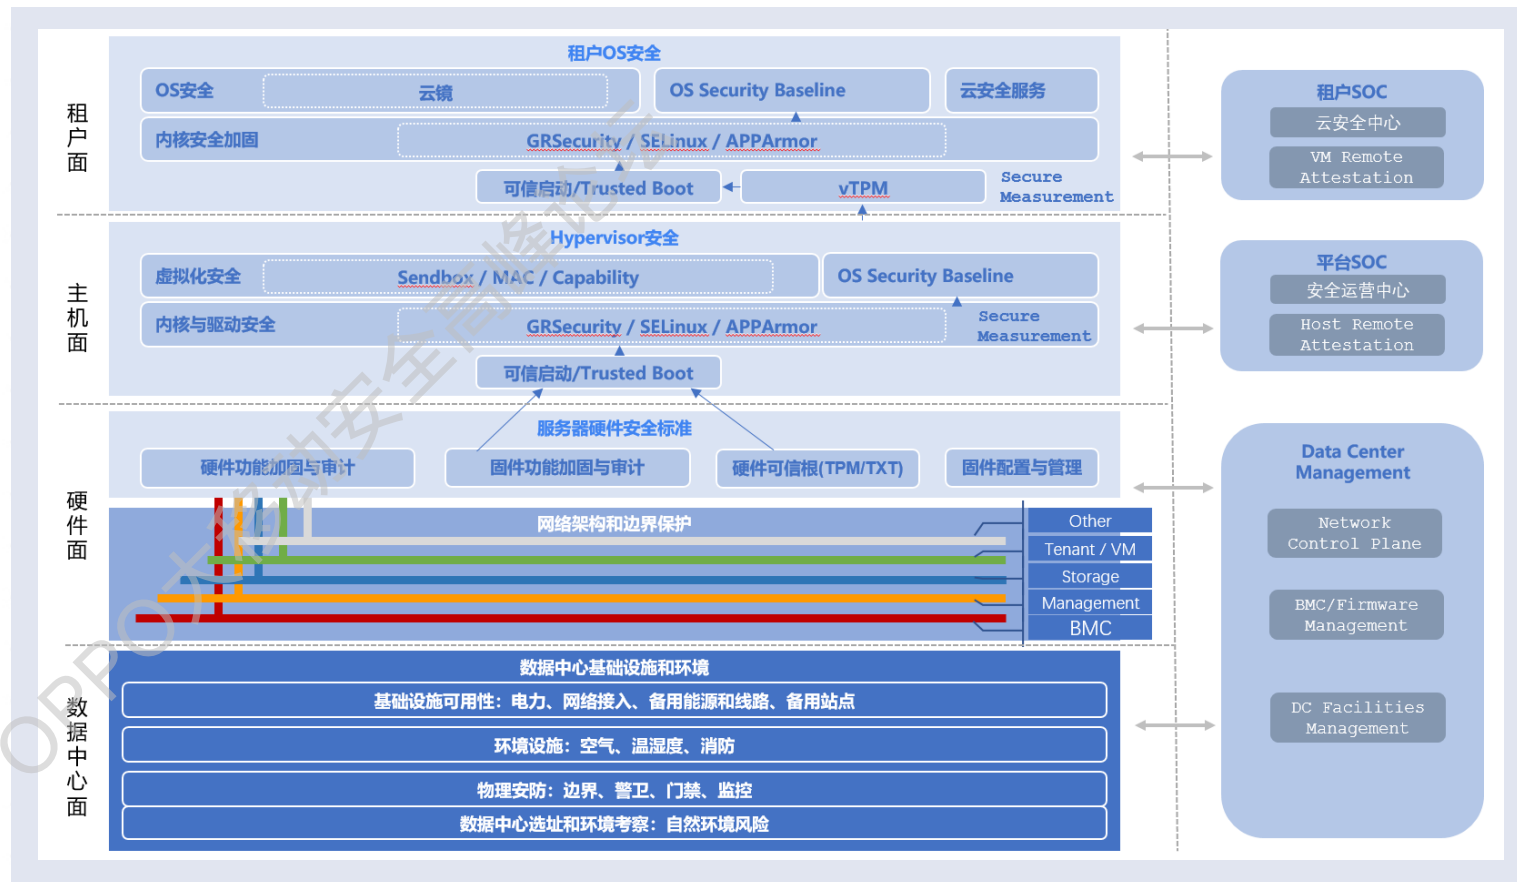 租户面
租户OS安全
OS安全
云镜
OS Security Baseline
云安全服务
内核安全加固
GRSecurity / SELinux / APPArmor
可信启动/Trusted Boot
vTPM
Secure
Measurement
租户SOC
云安全中心
VM Remote
Attestation
主机面
Hypervisor安全
虚拟化安全
Sendbox / MAC / Capability
OS Security Baseline
内核与驱动安全
GRSecurity / SELinux / APPArmor
Secure
Measurement
可信启动/Trusted Boot
平台SOC
安全运营中心
Host Remote
Attestation
硬件面
服务器硬件安全标准
硬件功能加固与审计
固件功能加固与审计
硬件可信根(TPM/TXT)
固件配置与管理
网络架构和边界保护
Other
Tenant / VM
Storage
Management
BMC
Data Center
Management
Network
Control Plane
BMC/Firmware
Management
DC Facilities
Management
数据中心面
数据中心基础设施和环境
基础设施可用性：电力、网络接入、备用能源和线路、备用站点
环境设施：空气、温湿度、消防
物理安防：边界、警卫、门禁、监控
数据中心选址和环境考察：自然环境风险
OPPO大移动安全高峰论坛